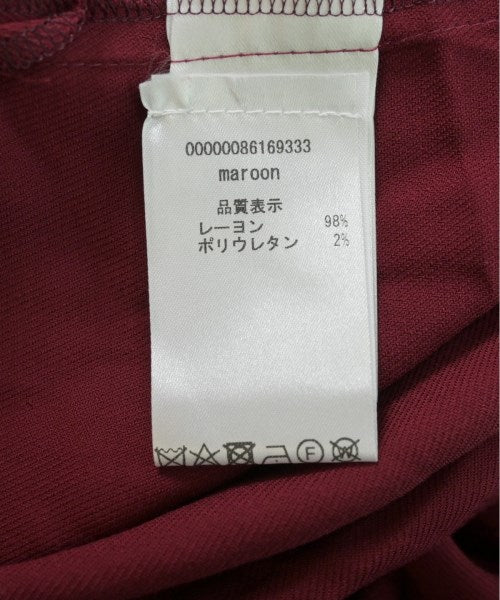 00000086169333
maroon
品質表示
レーヨン 98%
ポリウレタン 2%
F
W